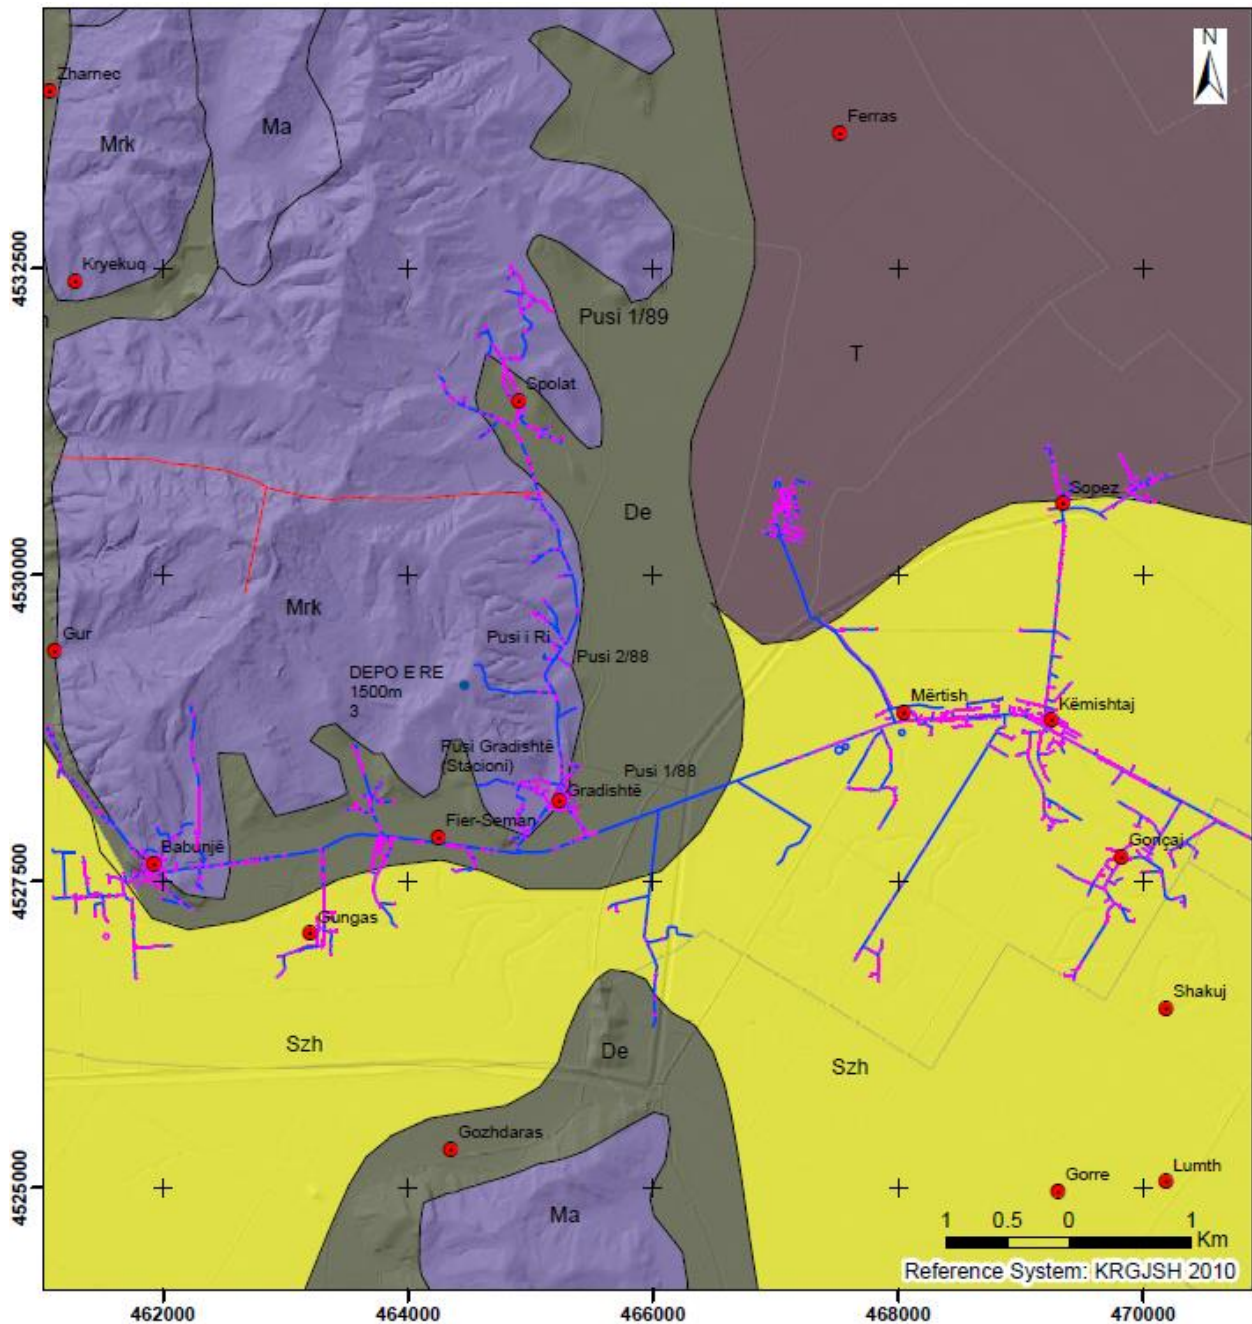 N
Zharnec
Ferras
Mrk
Ma
Kryekuq
4532500
Pusi 1/89
T
Spolat
Sopez
De
4530000
Mrk
Gur
Pusi i Ri
Pusi 2/88
DEPO E RE
1500m
3
Mërtish
Këmishtaj
Pusi Gradishtë
(Stacioni)
Pusi 1/88
Gradishtë
Fier-Seman
Babunjë
Gonçaj
4527500
Gungas
Shakuj
Szh
De
Szh
Gozhdaras
Lumth
Gorre
4525000
Ma
1 0.5 0 1
Km
Reference System: KRGJSH 2010
462000 464000 466000 468000 470000